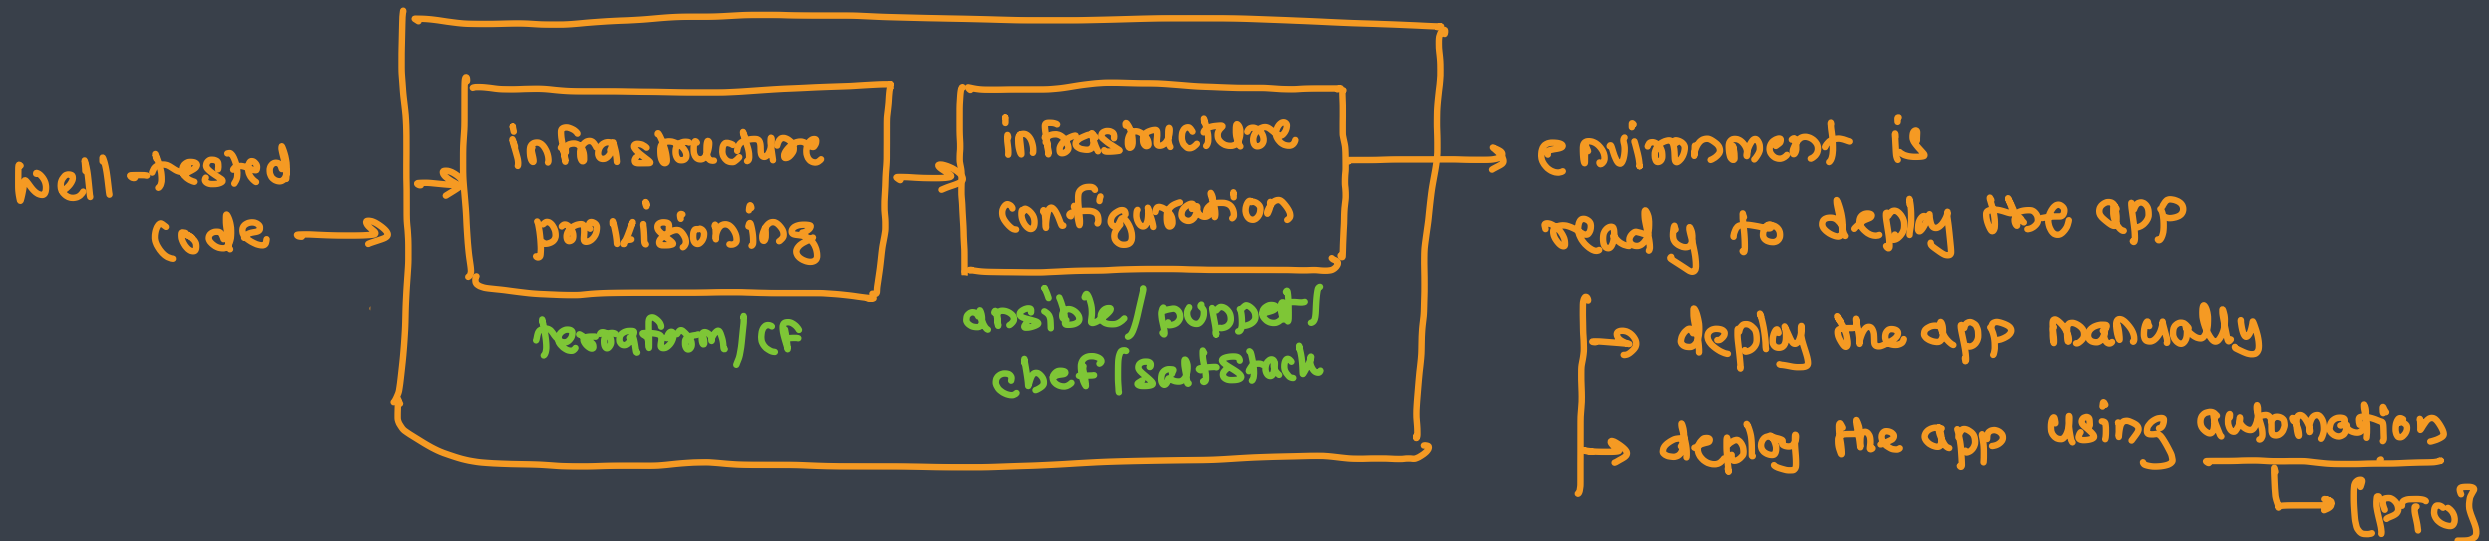 well-tested
code
infrastructure
provisioning
terraform/CF
infrastructure
configuration
ansible/puppet/
chef/saltstack
environment is
ready to deploy the app
deploy the app manually
deploy the app using automation
[pro]